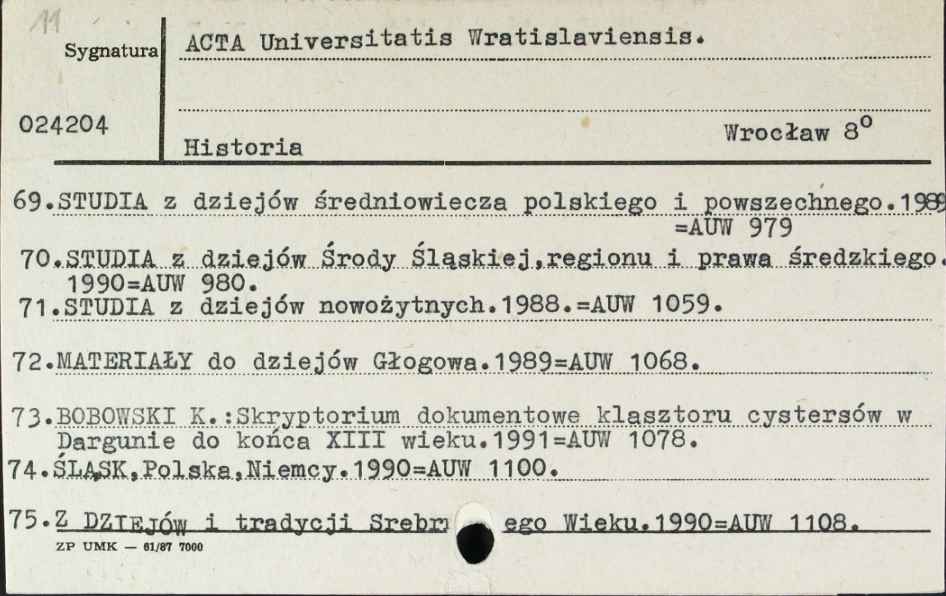 11
Sygnatura
ACTA Universitatis Wratislaviensis.
024204
Wrocław 8º
Historia
69.STUDIA z dziejów średniowiecza polskiego i powszechnego.1989
=AUW 979
70.STUDIA z dziejów Środy Śląskiej,regionu i prawa średzkiego.
1990=AUW 980.
71.STUDIA z dziejów nowożytnych.1988.=AUW 1059.
72.MATERIAŁY do dziejów Głogowa.1989=AUW 1068.
73.BOBOWSKI K.:Skryptorium dokumentowe klasztoru cystersów w
Dargunie do końca XIII wieku.1991=AUW 1078.
74.ŚLĄSK,Polska,Niemcy.1990=AUW 1100.
75.Z DZIEJÓW i tradycji Srebr ego Wieku.1990=AUW 1108.
ZP UMK — 61/87 7000